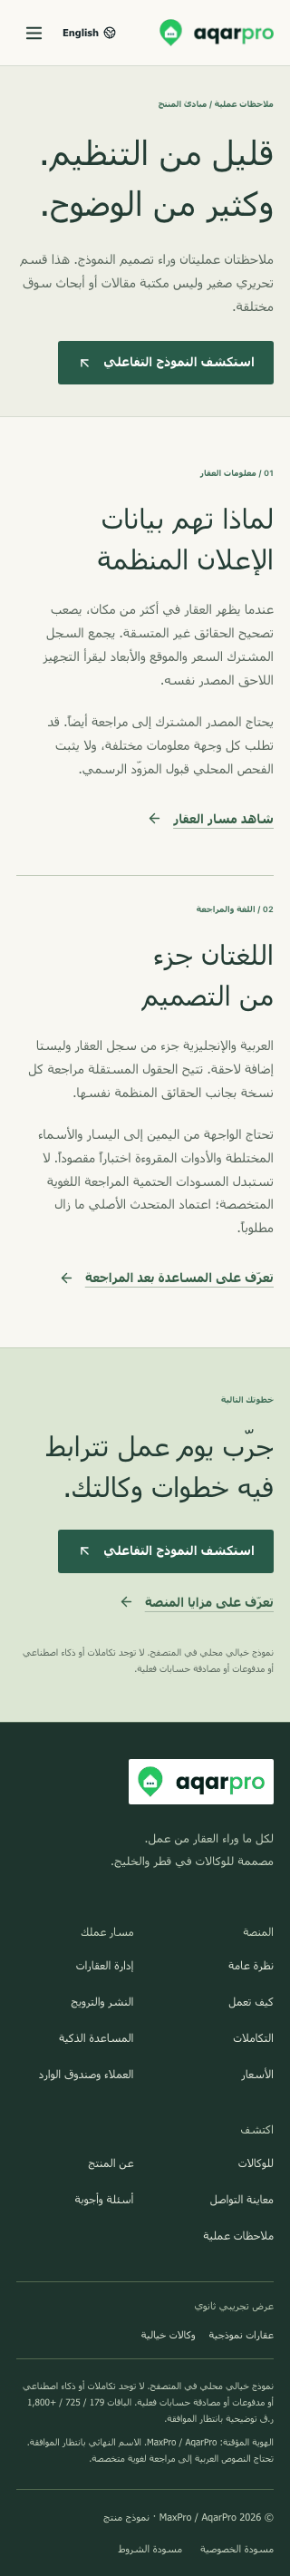 aqarpro
English
ملاحظات عملية / مبادئ المنتج
قليل من التنظيم.
وكثير من الوضوح.
ملاحظتان عمليتان وراء تصميم النموذج. هذا قسم
تحريري صغير وليس مكتبة مقالات أو أبحاث سوق
مختلقة.
استكشف النموذج التفاعلي
01 / معلومات العقار
لماذا تهم بيانات
الإعلان المنظمة
عندما يظهر العقار في أكثر من مكان، يصعب
تصحيح الحقائق غير المتسقة. يجمع السجل
المشترك السعر والموقع والأبعاد ليقرأ التجهيز
اللاحق المصدر نفسه.
يحتاج المصدر المشترك إلى مراجعة أيضاً. قد
تطلب كل وجهة معلومات مختلفة، ولا يثبت
الفحص المحلي قبول المزوّد الرسمي.
شاهد مسار العقار
02 / اللغة والمراجعة
اللغتان جزء
من التصميم
العربية والإنجليزية جزء من سجل العقار وليستا
إضافة لاحقة. تتيح الحقول المستقلة مراجعة كل
نسخة بجانب الحقائق المنظمة نفسها.
تحتاج الواجهة من اليمين إلى اليسار والأسماء
المختلطة والأدوات المقروءة اختباراً مقصوداً. لا
تستبدل المسودات الحتمية المراجعة اللغوية
المتخصصة؛ اعتماد المتحدث الأصلي ما زال
مطلوباً.
تعرّف على المساعدة بعد المراجعة
خطوتك التالية
جرّب يوم عمل تترابط
فيه خطوات وكالتك.
استكشف النموذج التفاعلي
تعرّف على مزايا المنصة
نموذج خيالي محلي في المتصفح. لا توجد تكاملات أو ذكاء اصطناعي
أو مدفوعات أو مصادقة حسابات فعلية.
aqarpro
لكل ما وراء العقار من عمل.
مصممة للوكالات في قطر والخليج.
المنصة
نظرة عامة
كيف تعمل
التكاملات
الأسعار
مسار عملك
إدارة العقارات
النشر والترويج
المساعدة الذكية
العملاء وصندوق الوارد
اكتشف
للوكالات
عن المنتج
معاينة التواصل
أسئلة وأجوبة
ملاحظات عملية
عرض تجريبي ثانوي
عقارات نموذجية
وكالات خيالية
نموذج خيالي محلي في المتصفح. لا توجد تكاملات أو ذكاء اصطناعي
أو مدفوعات أو مصادقة حسابات فعلية. الباقات 179 / 725 / +1,800
ر.ق توضيحية بانتظار الموافقة.
الهوية المؤقتة: MaxPro / AqarPro. الاسم النهائي بانتظار الموافقة.
تحتاج النصوص العربية إلى مراجعة لغوية متخصصة.
© 2026 MaxPro / AqarPro · نموذج منتج
مسودة الخصوصية
مسودة الشروط